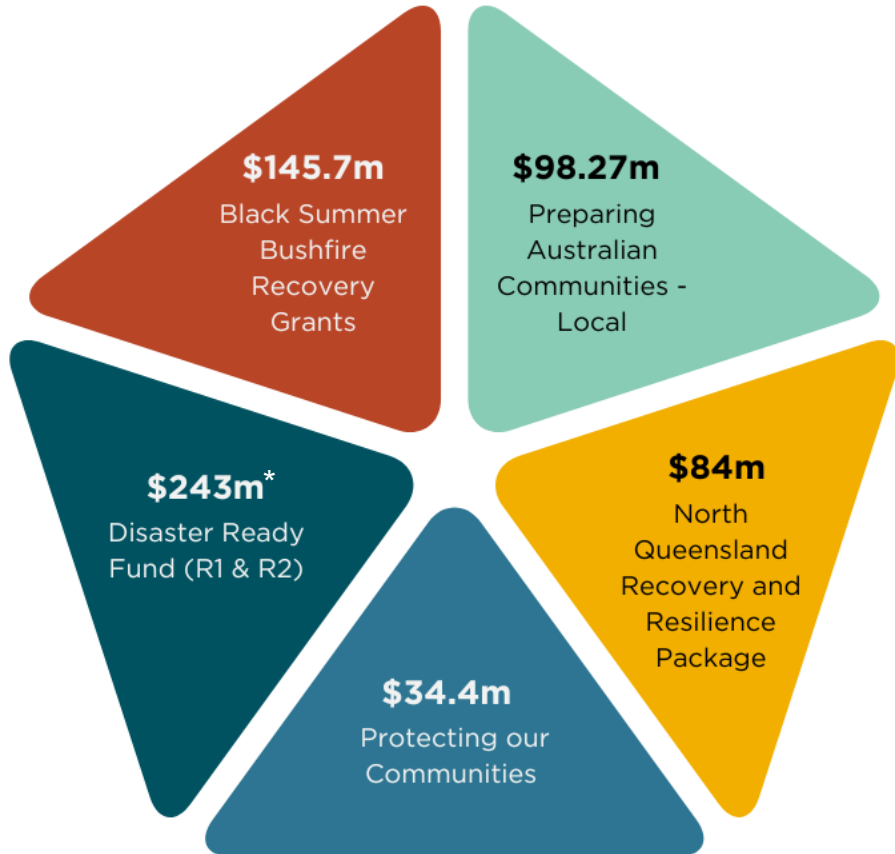 $145.7m
Black Summer
Bushfire
Recovery
Grants
$98.27m
Preparing
Australian
Communities -
Local
$243m*
Disaster Ready
Fund (R1 & R2)
$84m
North
Queensland
Recovery and
Resilience
Package
$34.4m
Protecting our
Communities